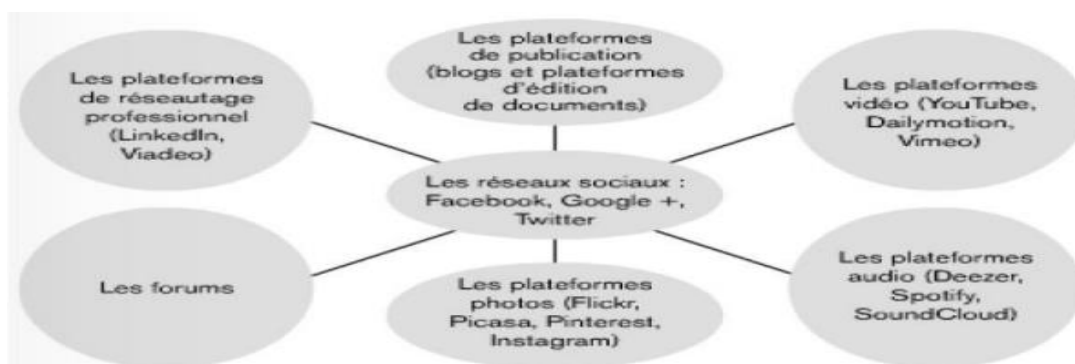 Les plateformes
de réseautage
professionnel
(LinkedIn,
Viadeo)
Les plateformes
de publication
(blogs et plateformes
d'édition
de documents)
Les plateformes
vidéo (YouTube,
Dailymotion,
Vimeo)
Les réseaux sociaux :
Facebook, Google +,
Twitter
Les forums
Les plateformes
photos (Flickr,
Picasa, Pinterest,
Instagram)
Les plateformes
audio (Deezer,
Spotify,
SoundCloud)